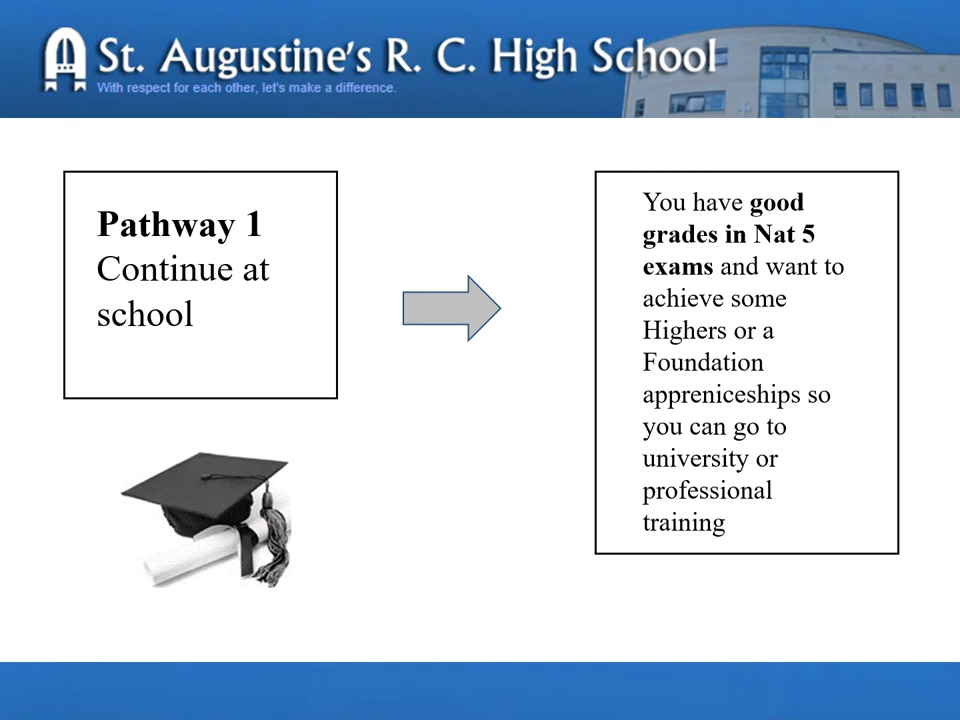 St. Augustine's R. C. High School
With respect for each other, let's make a difference.
Pathway 1
Continue at
school
You have good
grades in Nat 5
exams and want to
achieve some
Highers or a
Foundation
appreniceships so
you can go to
university or
professional
training